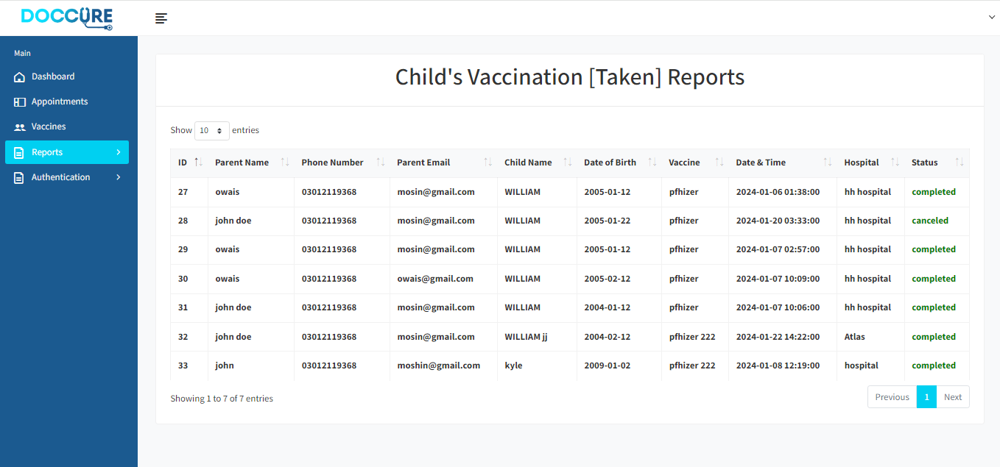 DOCCURE
Main
Dashboard
Appointments
Vaccines
Reports
Authentication
Child's Vaccination [Taken] Reports
Show 10 entries
ID Parent Name Phone Number Parent Email Child Name Date of Birth Vaccine Date & Time Hospital Status
27 owais 03012119368 mosin@gmail.com WILLIAM 2005-01-12 pfhizer 2024-01-06 01:38:00 hh hospital completed
28 john doe 03012119368 mosin@gmail.com WILLIAM 2005-01-22 pfhizer 2024-01-20 03:33:00 hh hospital canceled
29 owais 03012119368 mosin@gmail.com WILLIAM 2005-01-12 pfhizer 2024-01-07 02:57:00 hh hospital completed
30 owais 03012119368 owais@gmail.com WILLIAM 2005-02-12 pfhizer 2024-01-07 10:09:00 hh hospital completed
31 john doe 03012119368 mosin@gmail.com WILLIAM 2004-01-12 pfhizer 2024-01-07 10:06:00 hh hospital completed
32 john doe 03012119368 mosin@gmail.com WILLIAM jj 2004-02-12 pfhizer 222 2024-01-22 14:22:00 Atlas completed
33 john 03012119368 moshin@gmail.com kyle 2009-01-02 pfhizer 222 2024-01-08 12:19:00 hospital completed
Showing 1 to 7 of 7 entries
Previous 1 Next